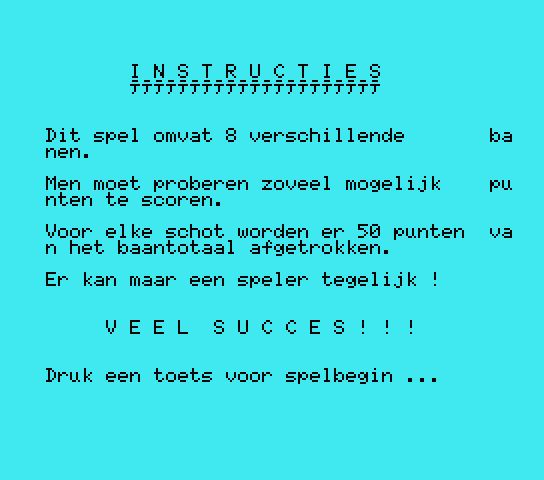 I N S T R U C T I E S
Dit spel omvat 8 verschillende ba
nen.
Men moet proberen zoveel mogelijk pu
nten te scoren.
Voor elke schot worden er 50 punten va
n het baantotaal afgetrokken.
Er kan maar een speler tegelijk !
V E E L  S U C C E S ! ! !
Druk een toets voor spelbegin ...